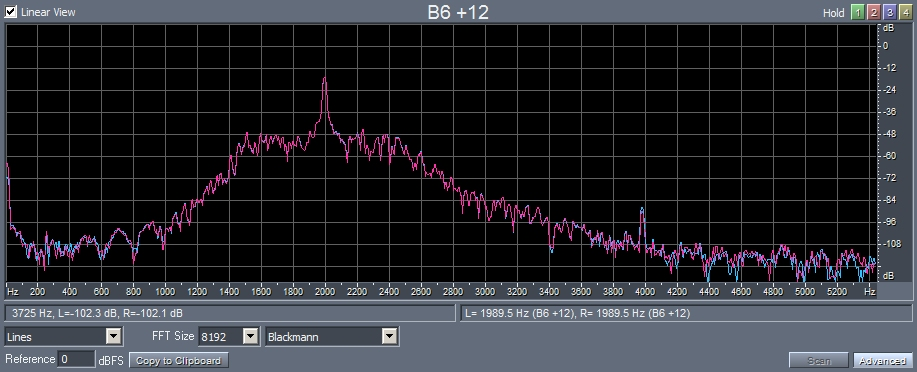 Linear View B6 +12 Hold 1 2 3 4
dB
0
-12
-24
-36
-48
-60
-72
-84
-96
-108
dB
Hz 200 400 600 800 1000 1200 1400 1600 1800 2000 2200 2400 2600 2800 3000 3200 3400 3600 3800 4000 4200 4400 4600 4800 5000 5200 Hz
3725 Hz, L=-102.3 dB, R=-102.1 dB L= 1989.5 Hz (B6 +12), R= 1989.5 Hz (B6 +12)
Lines FFT Size 8192 Blackmann
Reference 0 dBFS Copy to Clipboard Scan Advanced